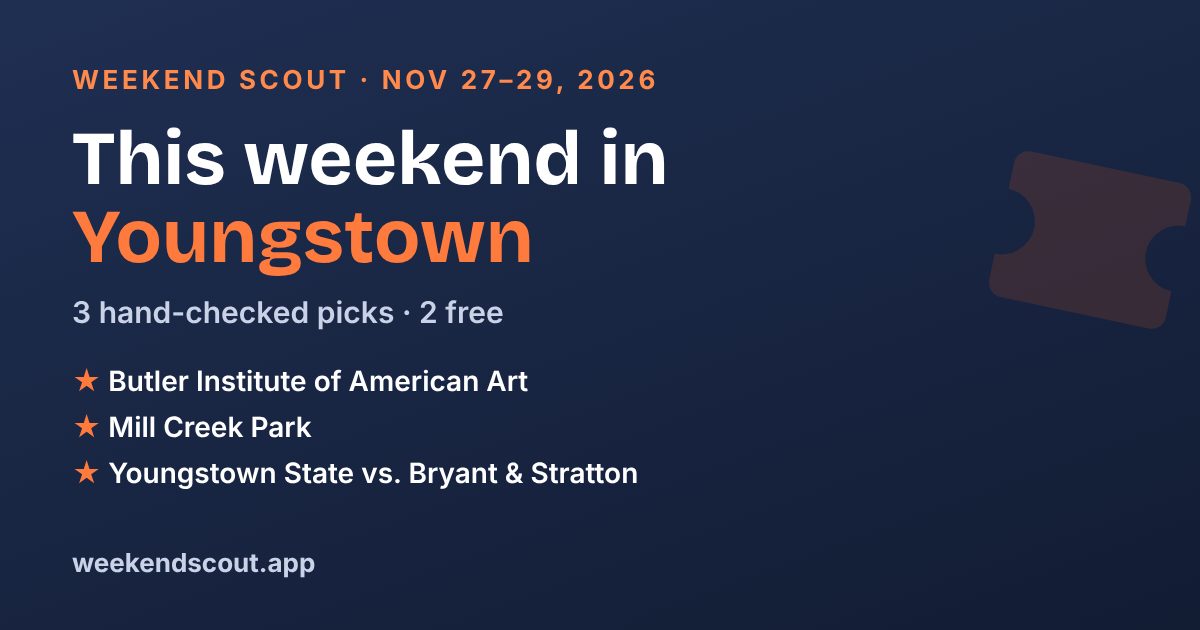 WEEKEND SCOUT · NOV 27–29, 2026
This weekend in
Youngstown
3 hand-checked picks · 2 free
★ Butler Institute of American Art
★ Mill Creek Park
★ Youngstown State vs. Bryant & Stratton
weekendscout.app